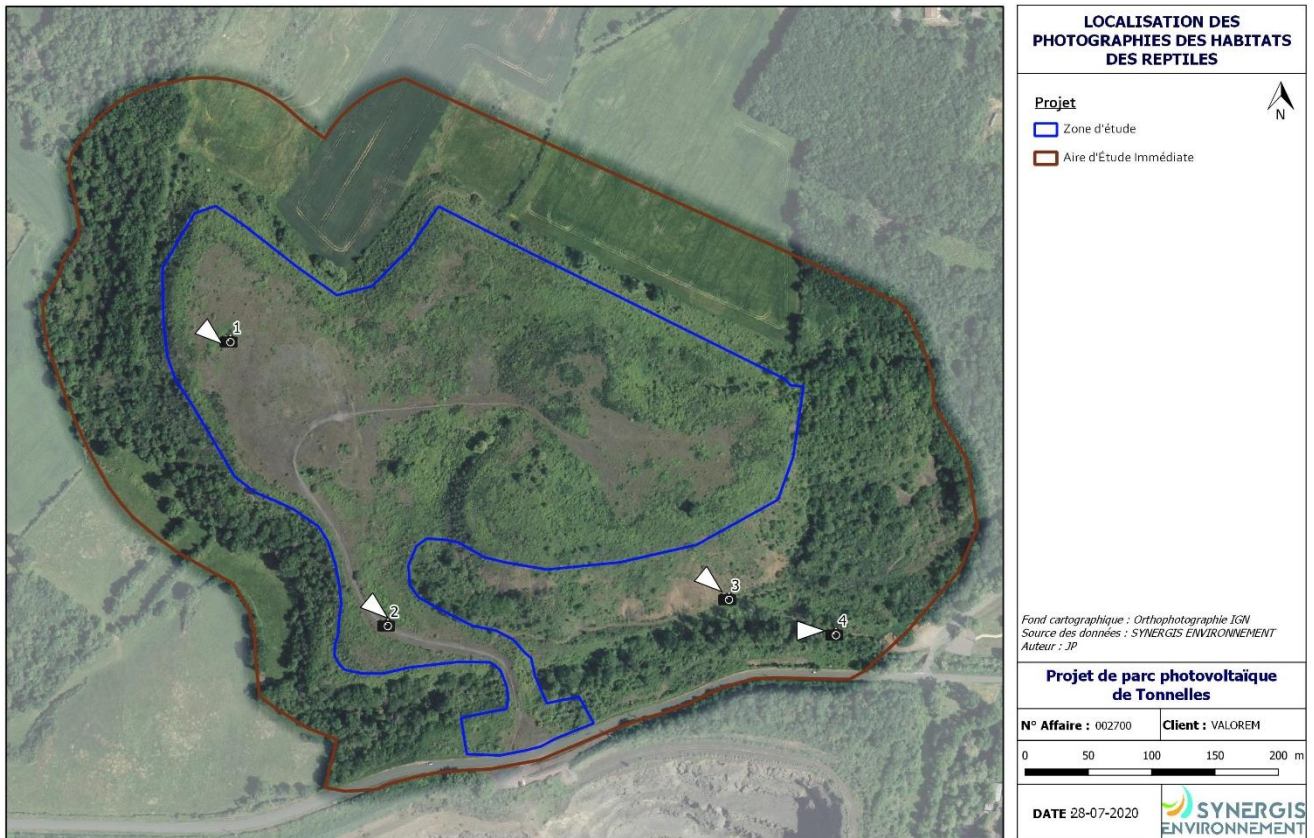 LOCALISATION DES
PHOTOGRAPHIES DES HABITATS
DES REPTILES
Projet
N
Zone d'étude
Aire d'Étude Immédiate
1
2
3
4
Fond cartographique : Orthophotographie IGN
Source des données : SYNERGIS ENVIRONNEMENT
Auteur : JP
Projet de parc photovoltaïque
de Tonnelles
N° Affaire : 002700 Client : VALOREM
0 50 100 150 200 m
DATE 28-07-2020
SYNERGIS
ENVIRONNEMENT